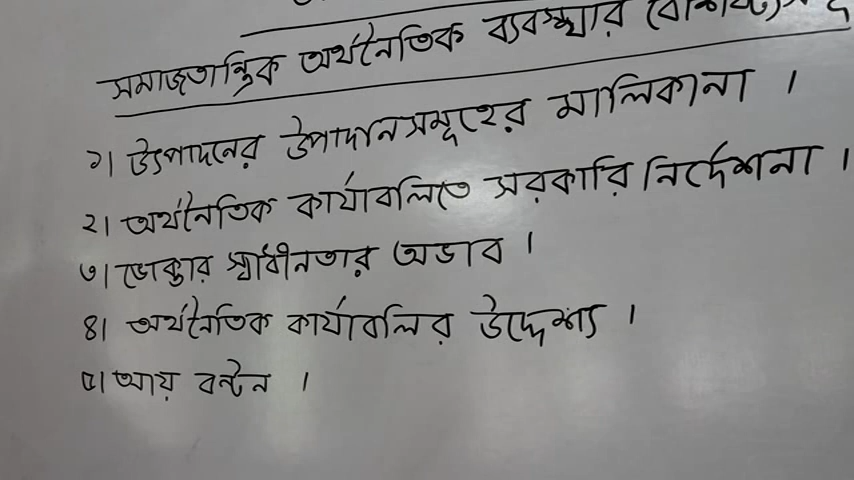 সমাজতান্ত্রিক অর্থনৈতিক ব্যবস্থার
১। উৎপাদনের উপাদানসমূহের মালিকানা ।
২। অর্থনৈতিক কার্যাবলিতে সরকারি নির্দেশনা ।
৩। ভোক্তার স্বাধীনতার অভাব ।
৪। অর্থনৈতিক কার্যাবলির উদ্দেশ্য ।
৫। আয় বন্টন ।